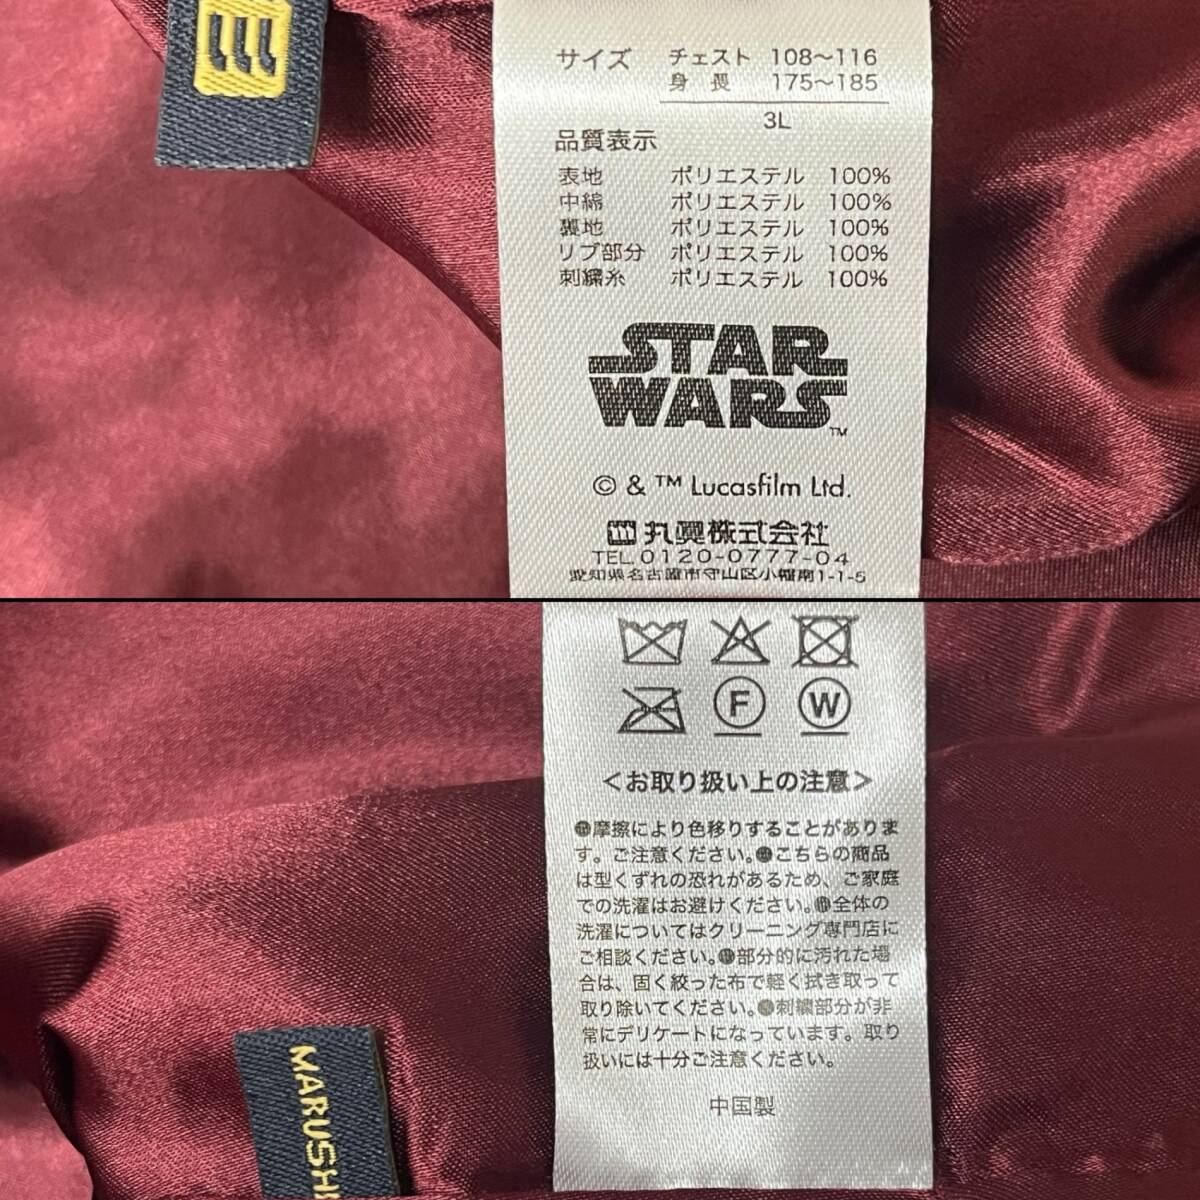 サイズ チェスト 108〜116
身長 175〜185
3L
品質表示
表地 ポリエステル 100%
中綿 ポリエステル 100%
裏地 ポリエステル 100%
リブ部分 ポリエステル 100%
刺繍糸 ポリエステル 100%
STAR
WARS™
© & ™ Lucasfilm Ltd.
丸眞株式会社
TEL.0120-0777-04
愛知県名古屋市守山区小幡南1-1-5
F W
<お取り扱い上の注意>
●摩擦により色移りすることがありま
す。ご注意ください。●こちらの商品
は型くずれの恐れがあるため、ご家庭
での洗濯はお避けください。●全体の
洗濯についてはクリーニング専門店に
ご相談ください。●部分的に汚れた場
合は、固く絞った布で軽く拭き取って
取り除いてください。●刺繍部分が非
常にデリケートになっています。取り
扱いには十分ご注意ください。
中国製
MARUSH